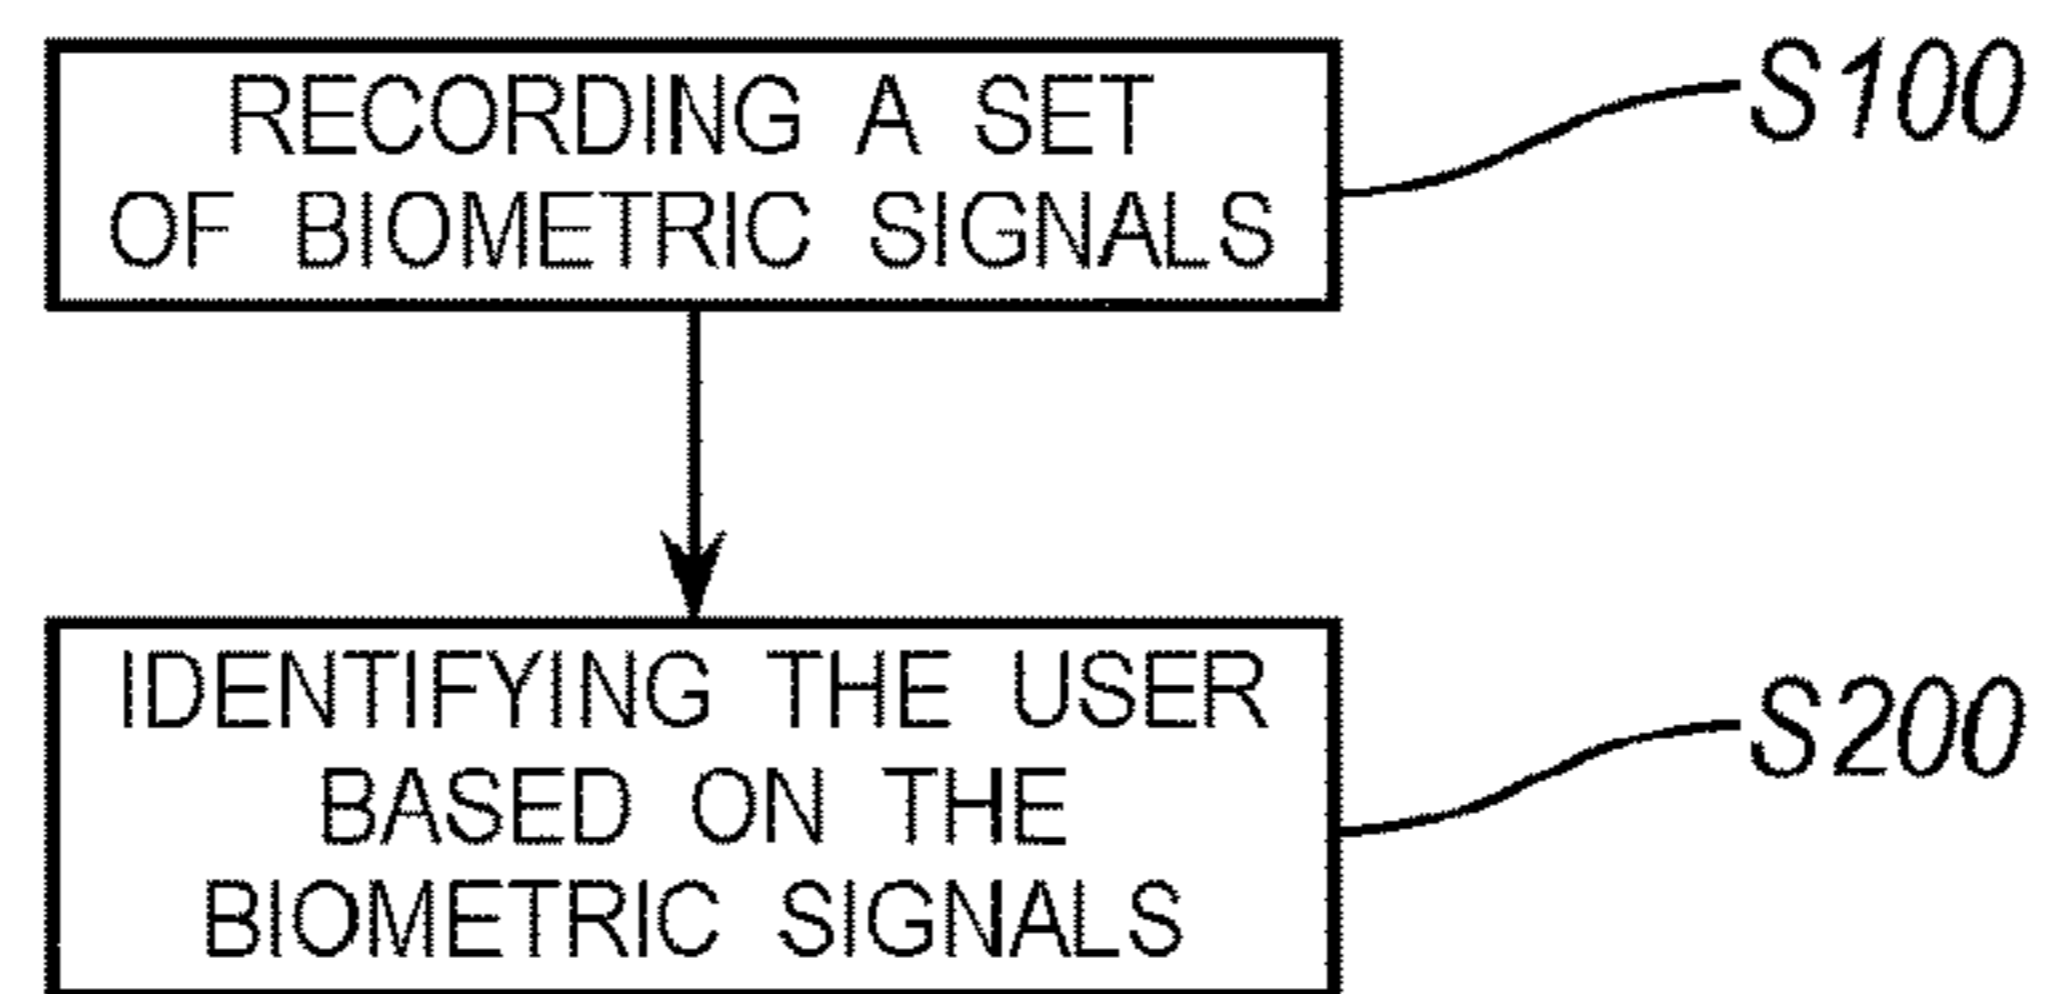 RECORDING A SET
OF BIOMETRIC SIGNALS
S100
IDENTIFYING THE USER
BASED ON THE
BIOMETRIC SIGNALS
S200